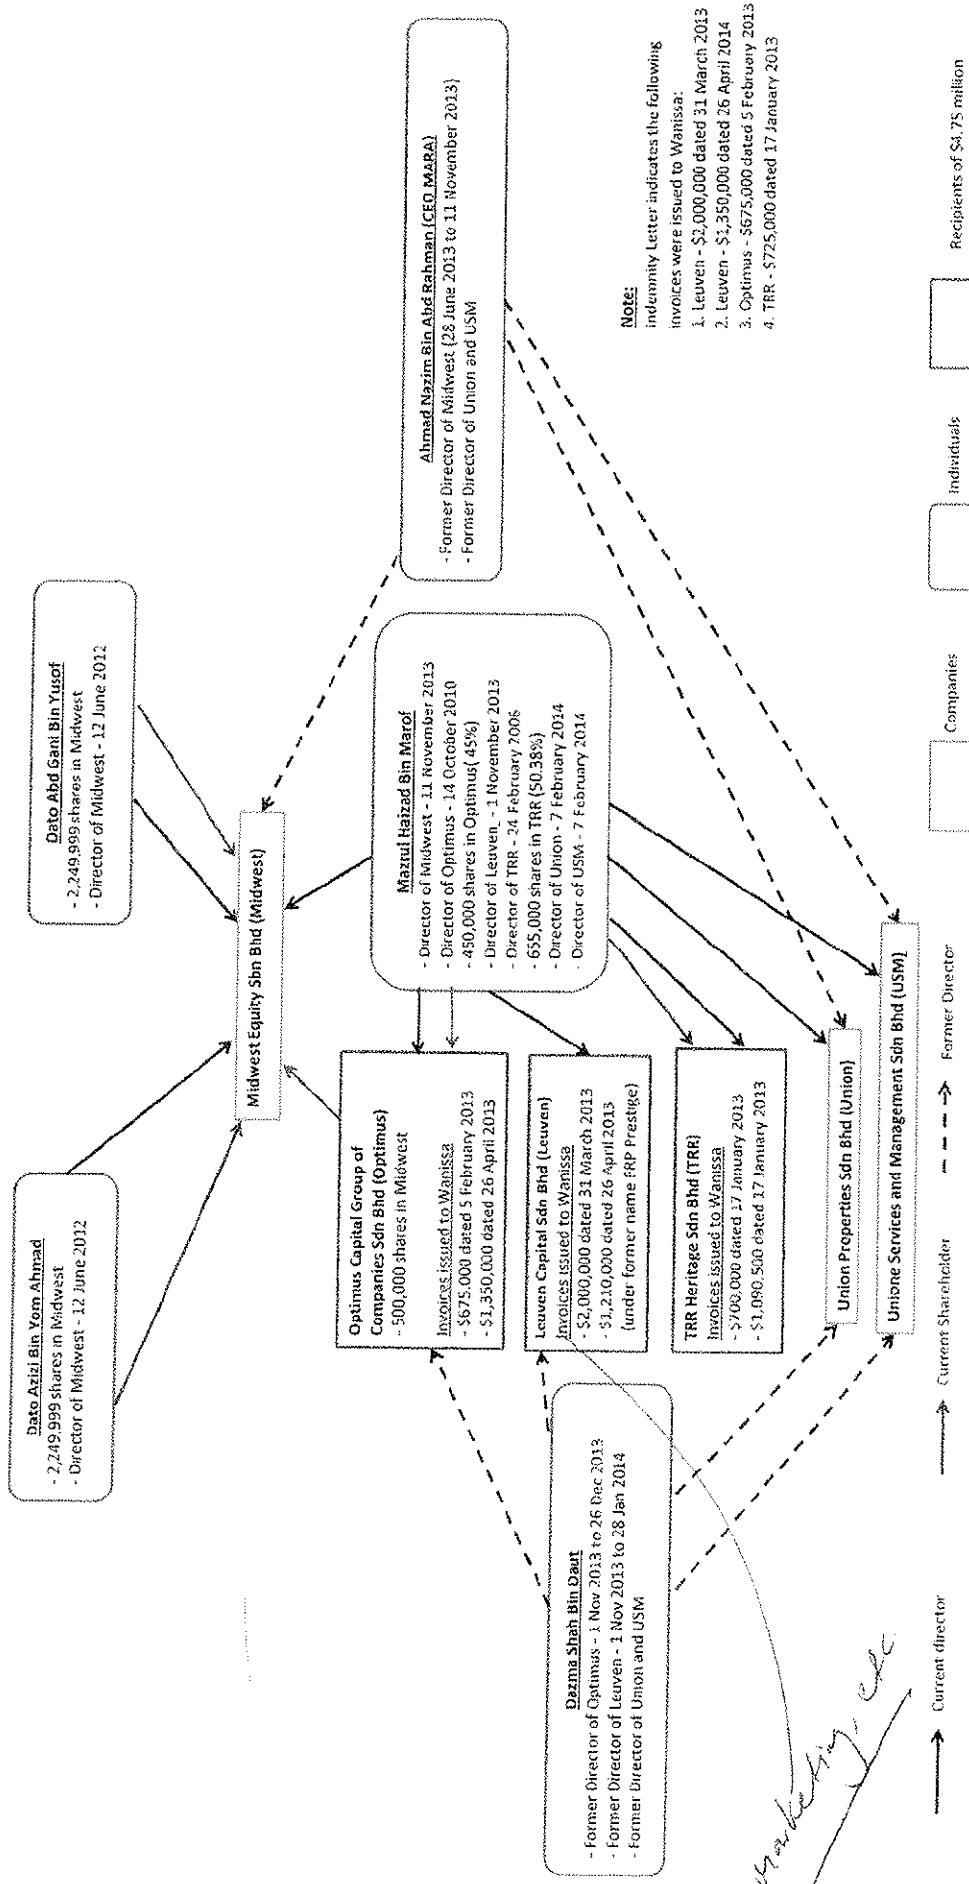 Dato Azizi Bin Yom Ahmad
- 2,249,999 shares in Midwest
- Director of Midwest - 12 June 2012
Dato Abd Gani Bin Yusof
- 2,249,999 shares in Midwest
- Director of Midwest - 12 June 2012
Midwest Equity Sbn Bhd (Midwest)
Optimus Capital Group of
Companies Sdn Bhd (Optimus)
- 500,000 shares in Midwest
Invoices issued to Wanissa
- $675,000 dated 5 February 2013
- $1,350,000 dated 26 April 2013
Mazrul Haizad Bin Marof
- Director of Midwest - 11 November 2013
- Director of Optimus - 14 October 2010
- 450,000 shares in Optimus( 45%)
- Director of Leuven - 1 November 2013
- Director of TRR - 24 February 2006
- 655,000 shares in TRR (50.38%)
- Director of Union - 7 February 2014
- Director of USM - 7 February 2014
Ahmad Nazim Bin Abd Rahman (CEO MARA)
- Former Director of Midwest (28 June 2013 to 11 November 2013)
- Former Director of Union and USM
Dazma Shah Bin Daut
- Former Director of Optimus - 1 Nov 2013 to 26 Dec 2013
- Former Director of Leuven - 1 Nov 2013 to 28 Jan 2014
- Former Director of Union and USM
Leuven Capital Sdn Bhd (Leuven)
Invoices issued to Wanissa
- $2,000,000 dated 31 March 2013
- $1,210,000 dated 26 April 2013
(under former name FRP Prestige)
TRR Heritage Sdn Bhd (TRR)
Invoices issued to Wanissa
- $700,000 dated 17 January 2013
- $1,090,500 dated 17 January 2013
Union Properties Sdn Bhd (Union)
Unione Services and Management Sdn Bhd (USM)
Note:
Indemnity Letter indicates the following
invoices were issued to Wanissa:
1. Leuven - $2,000,000 dated 31 March 2013
2. Leuven - $1,350,000 dated 26 April 2014
3. Optimus - $675,000 dated 5 February 2013
4. TRR - $725,000 dated 17 January 2013
Marketing, etc
Current director
Current Shareholder
Former Director
Companies
Individuals
Recipients of $4.75 million